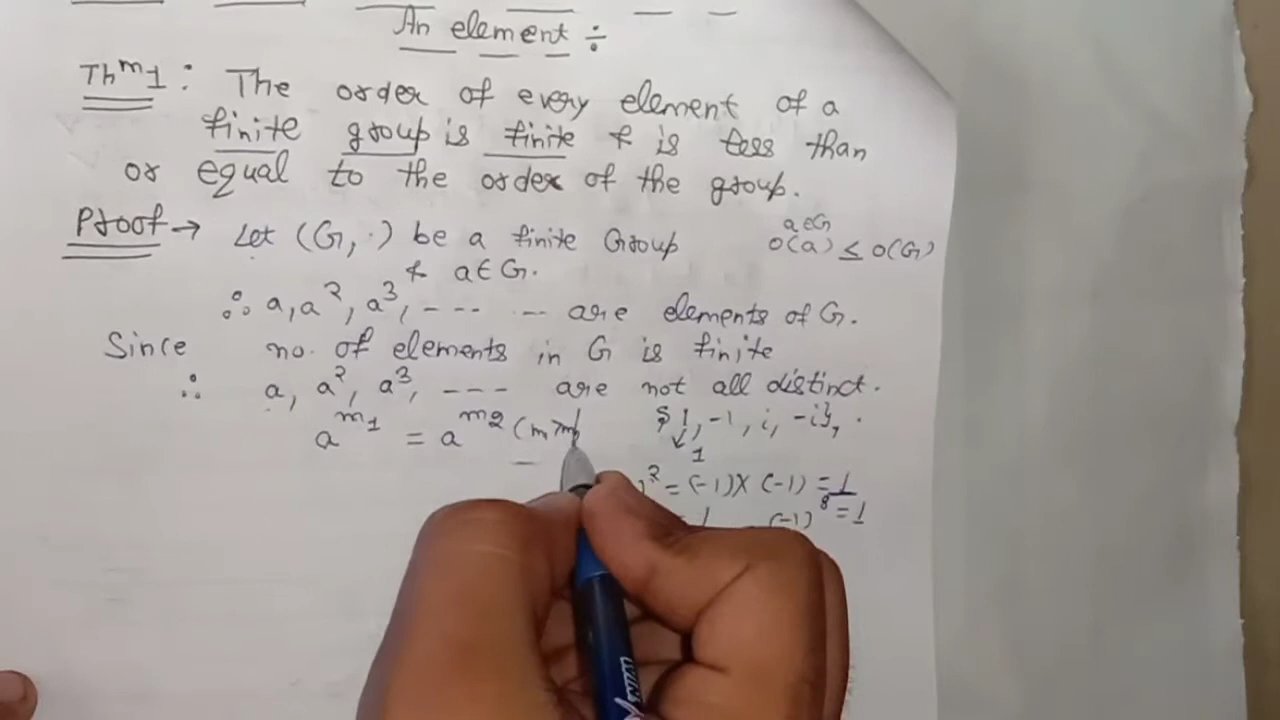 An element ÷
Thm 1 : The order of every element of a
finite group is finite & is less than
or equal to the order of the group.
Proof → Let (G, ·) be a finite Group
a∈G
o(a) ≤ o(G)
& a∈G.
∴ a, a², a³, --- -- are elements of G.
Since no. of elements in G is finite
∴ a, a², a³, ---- are not all distinct.
a^m1 = a^m2 (m>m
{1, -1, i, -i},
↙ 1
² = (-1)×(-1) = 1
(-1)⁸ = 1
WIN